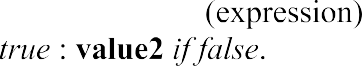 (expression)
true : value2 if false.